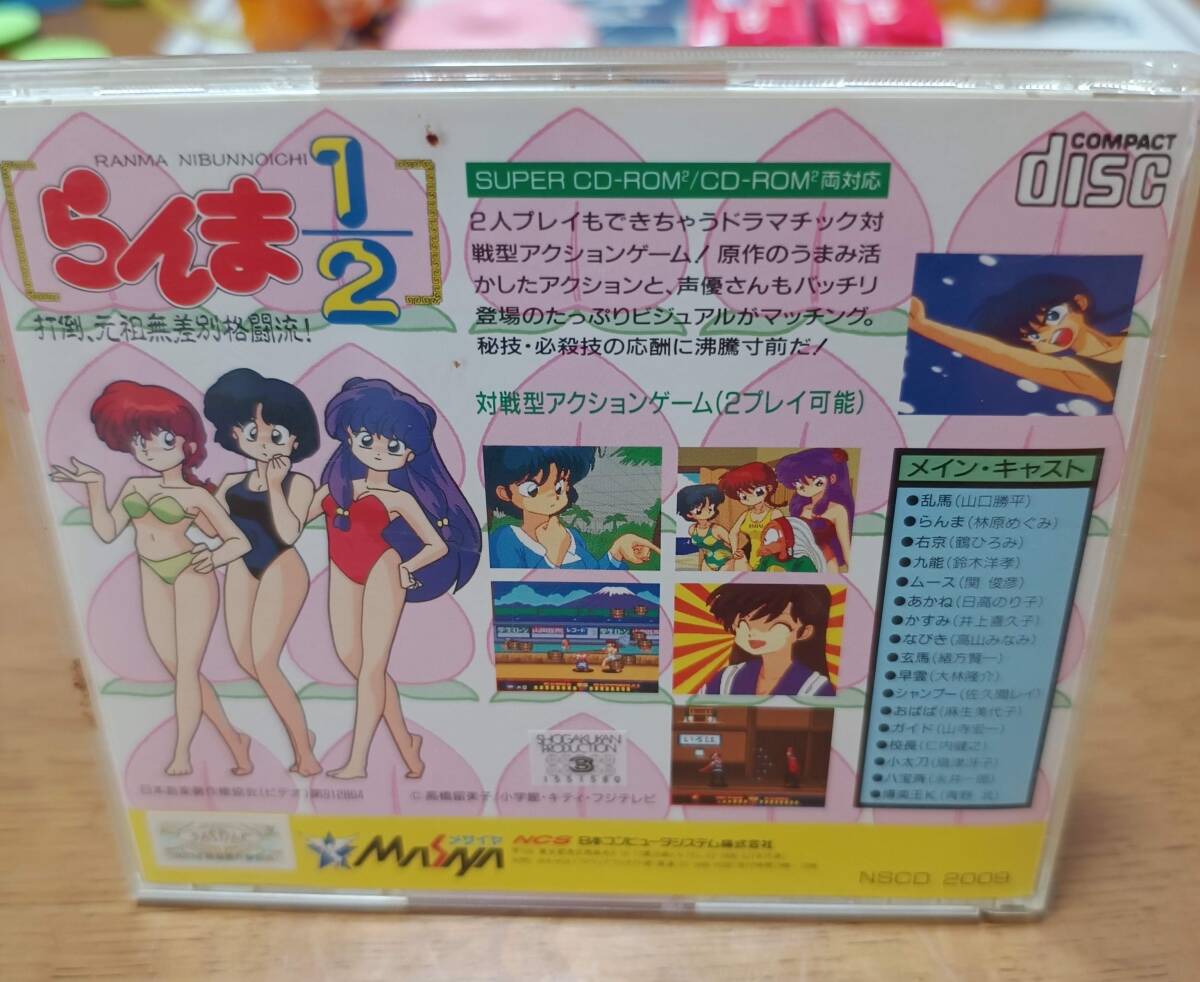 RANMA NIBUNNOICHI
らんま1/2
打倒、元祖無差別格闘流!
SUPER CD-ROM²/CD-ROM²両対応
2人プレイもできちゃうドラマチック対
戦型アクションゲーム!原作のうまみ活
かしたアクションと、声優さんもバッチリ
登場のたっぷりビジュアルがマッチング。
秘技・必殺技の応酬に沸騰寸前だ!
対戦型アクションゲーム(2プレイ可能)
COMPACT
disc
メイン・キャスト
●乱馬(山口勝平)
●らんま(林原めぐみ)
●右京(鶴ひろみ)
●九能(鈴木洋孝)
●ムース(関 俊彦)
●あかね(日高のり子)
●かすみ(井上喜久子)
●なびき(高山みなみ)
●玄馬(緒方賢一)
●早雲(大林隆介)
●シャンプー(佐久間レイ)
●おばば(麻生美代子)
●ガイド(山寺宏一)
●校長
●小太刀
●八宝斎
いろは
SHOGAKUKAN
PRODUCTION
S
1551580
©高橋留美子/小学館・キティ・フジテレビ
メサイヤ
MASAYA
NCS 日本コンピュータシステム株式会社
NSCD 2009